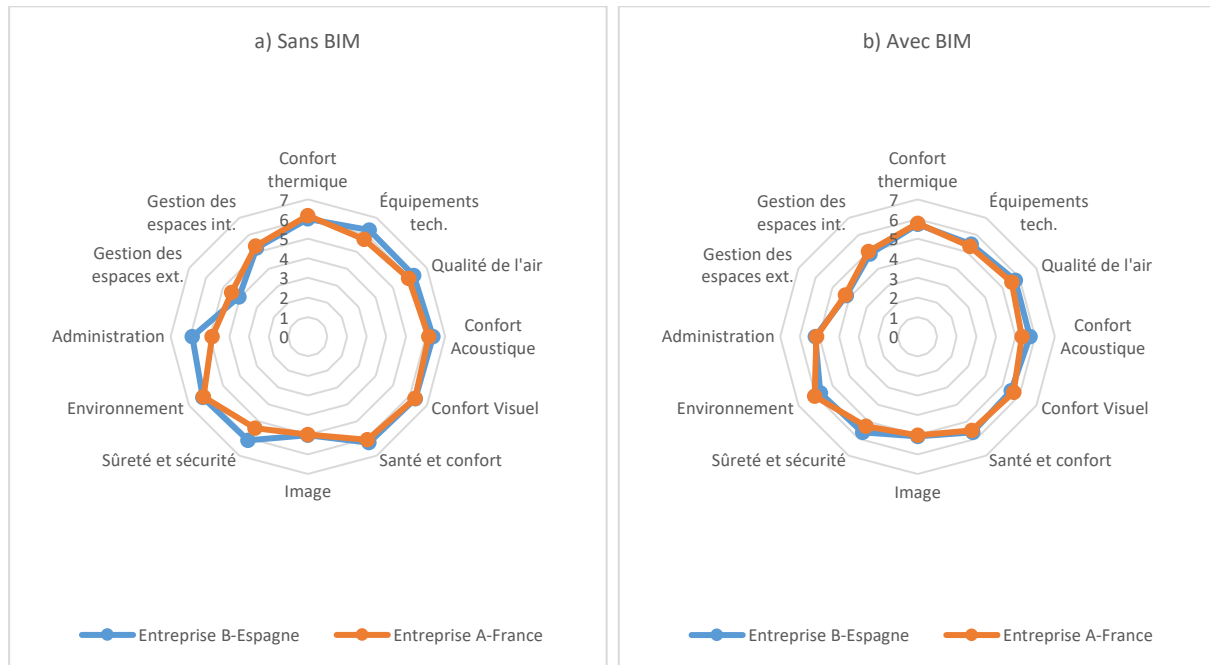 a) Sans BIM
Confort
thermique
Équipements
tech.
Qualité de l'air
Confort
Acoustique
Confort Visuel
Santé et confort
Image
Sûreté et sécurité
Environnement
Administration
Gestion des
espaces ext.
Gestion des
espaces int.
7
6
5
4
3
2
1
0
Entreprise B-Espagne
Entreprise A-France
b) Avec BIM
Confort
thermique
Équipements
tech.
Qualité de l'air
Confort
Acoustique
Confort Visuel
Santé et confort
Image
Sûreté et sécurité
Environnement
Administration
Gestion des
espaces ext.
Gestion des
espaces int.
7
6
5
4
3
2
1
0
Entreprise B-Espagne
Entreprise A-France